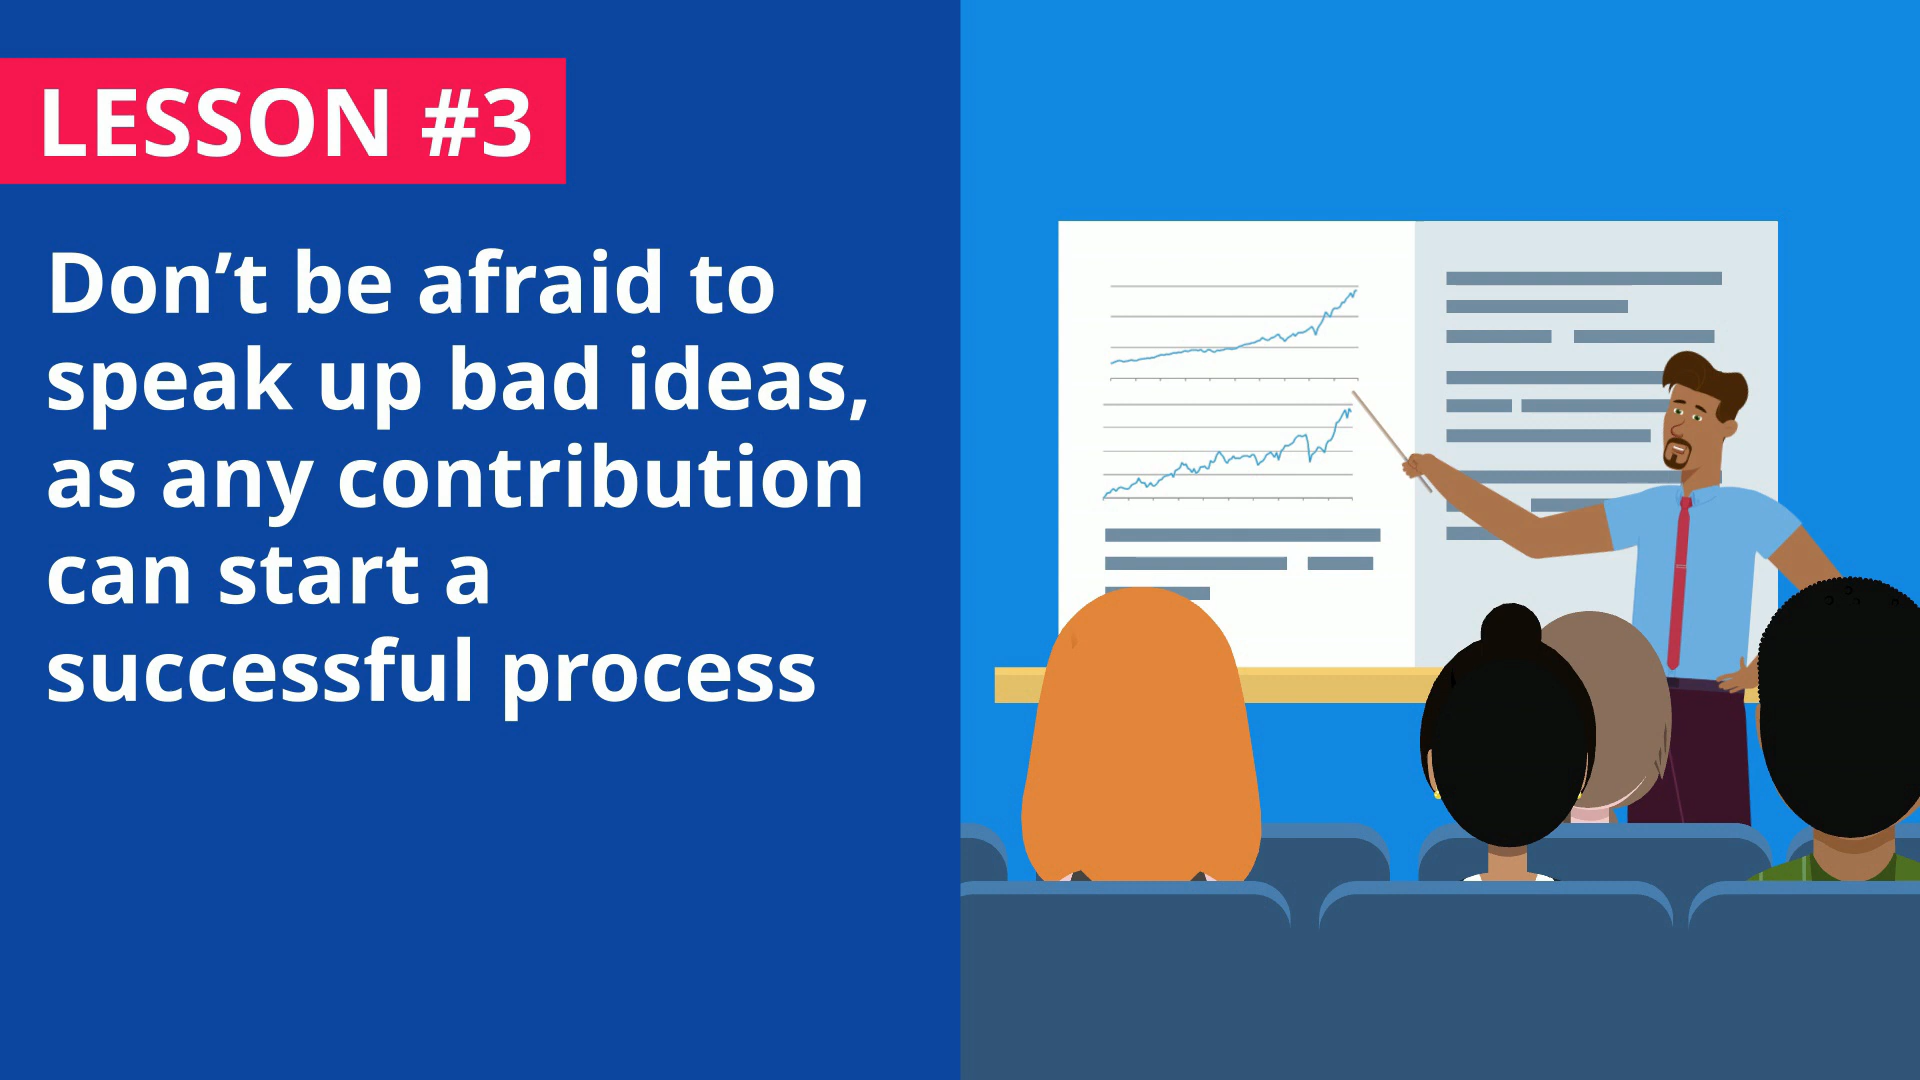 LESSON #3
Don’t be afraid to
speak up bad ideas,
as any contribution
can start a
successful process